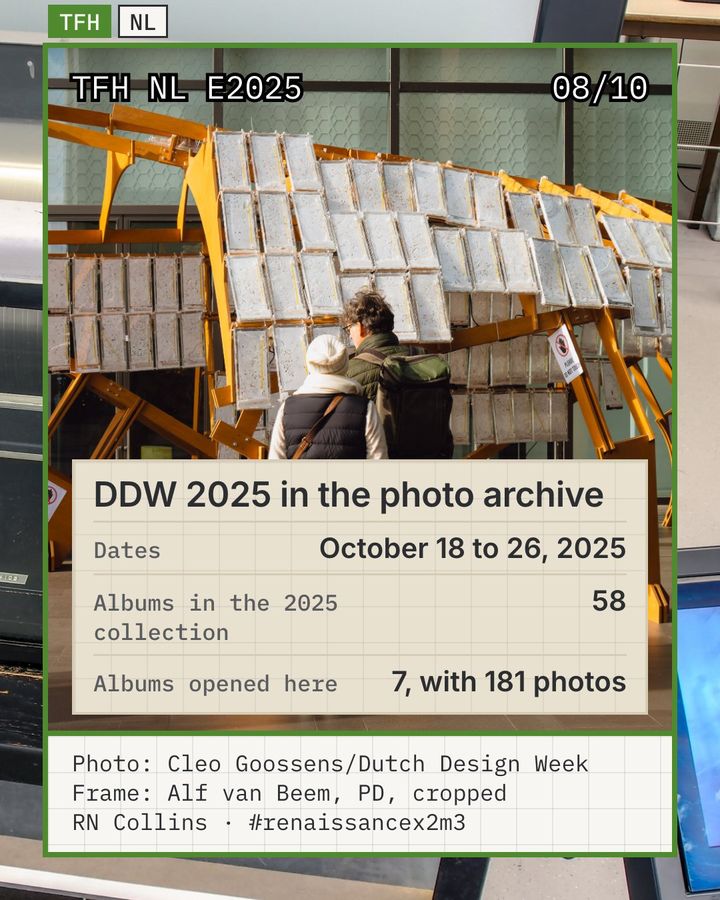 TFH NL
TFH NL E2025 08/10
DDW 2025 in the photo archive
Dates October 18 to 26, 2025
Albums in the 2025 collection 58
Albums opened here 7, with 181 photos
Photo: Cleo Goossens/Dutch Design Week
Frame: Alf van Beem, PD, cropped
RN Collins · #renaissancex2m3